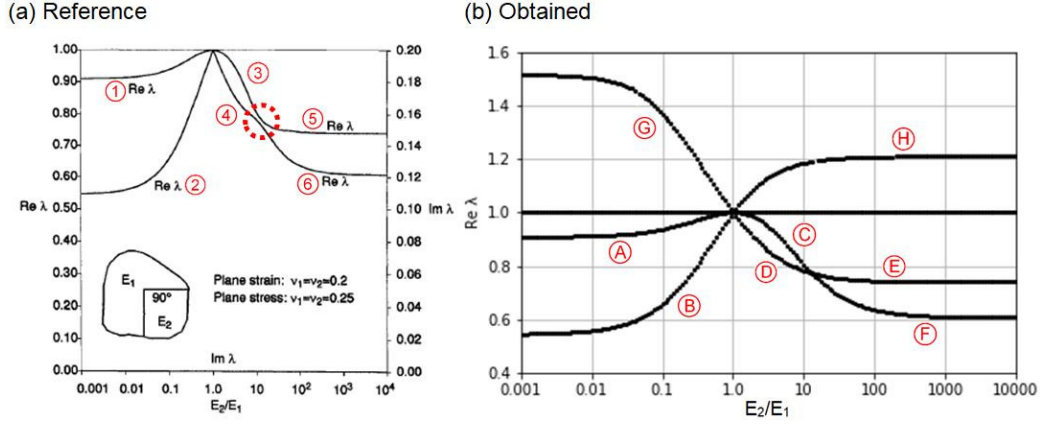 (a) Reference
(b) Obtained
1.00
0.90
0.80
0.70
0.60
Re λ 0.50
0.40
0.30
0.20
0.10
0.00
0.20
0.18
0.16
0.14
0.12
Im λ 0.10
0.08
0.06
0.04
0.02
0.00
1 Re λ
Re λ 2
3
4
5
Re λ
Re λ
6
E1
90°
E2
Plane strain: ν1=ν2=0.2
Plane stress: ν1=ν2=0.25
Im λ
0.001 0.01 0.1 1.0 10 10² 10³ 10⁴
E2/E1
1.6
1.4
1.2
1.0
0.8
0.6
0.4
Re λ
G
H
A
B
C
D
E
F
0.001 0.01 0.1 1.0 10 100 1000 10000
E2/E1